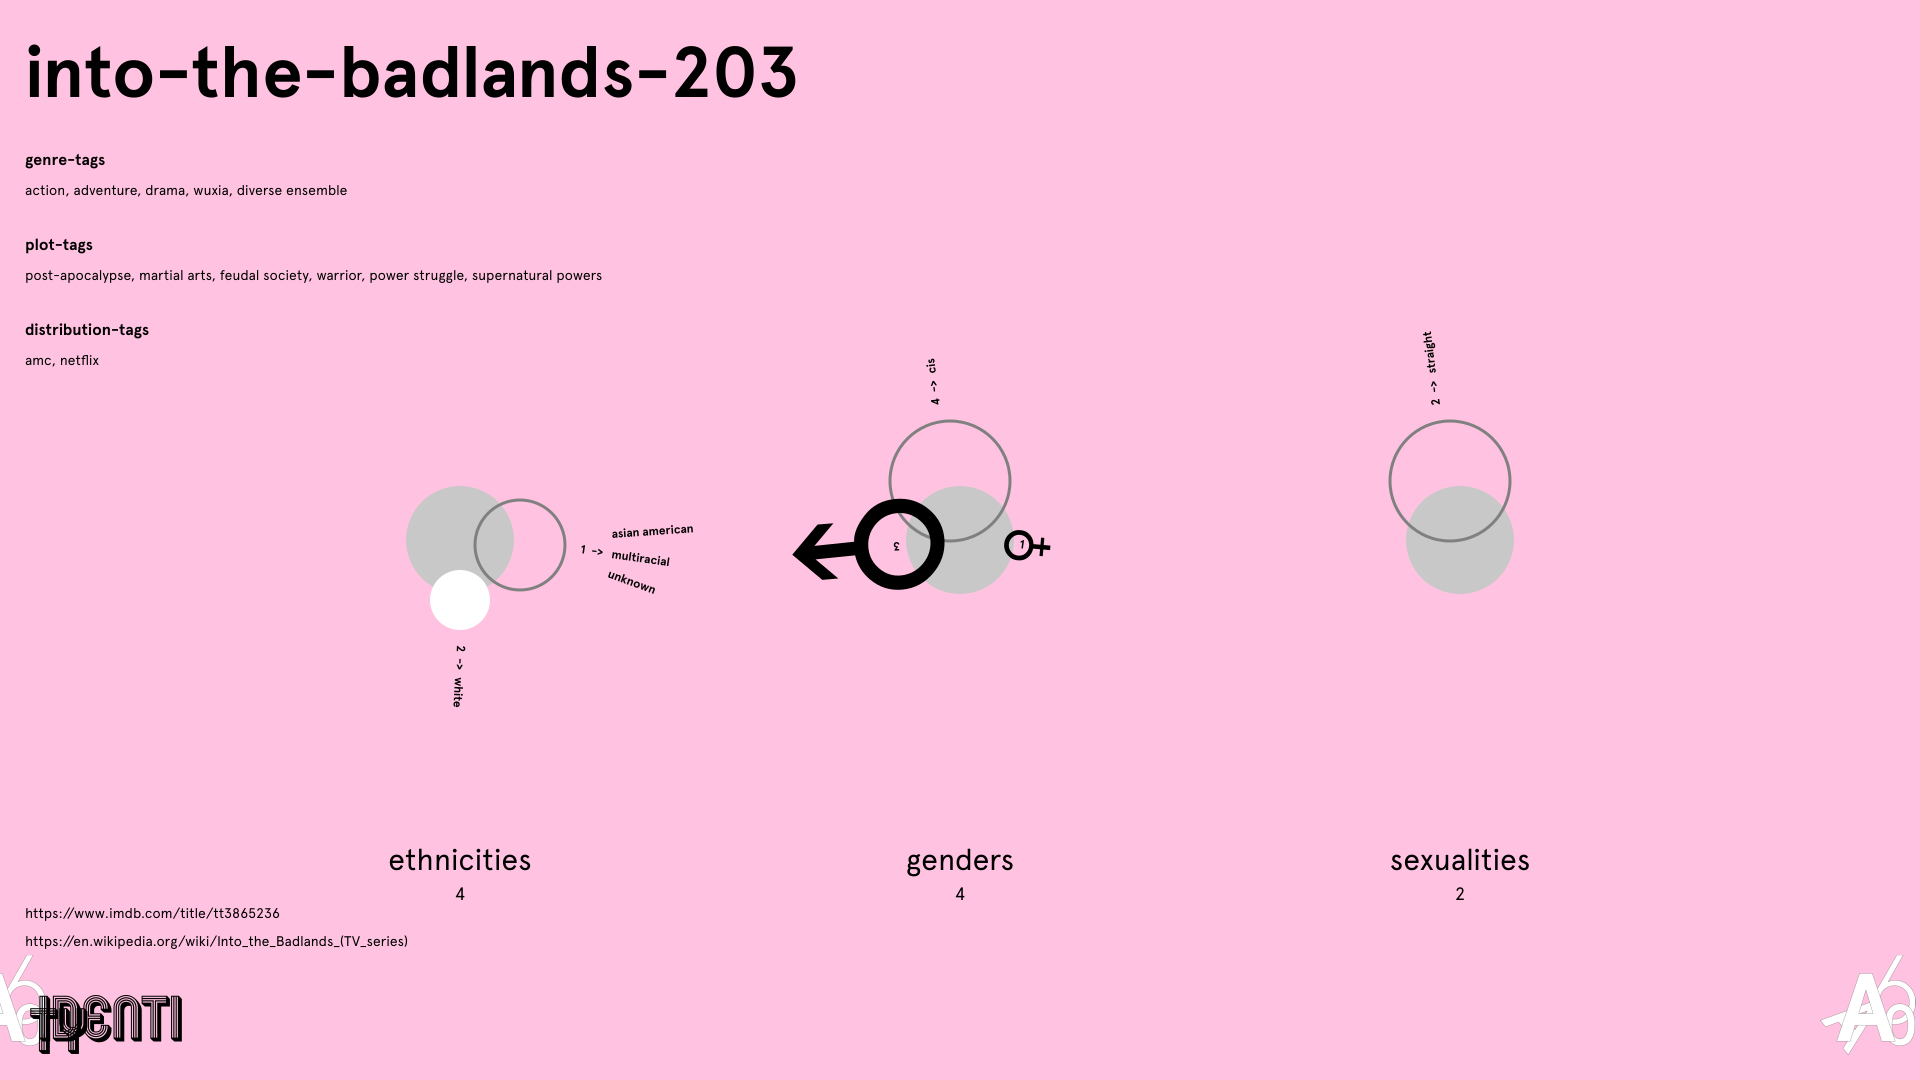 into-the-badlands-203
genre-tags
action, adventure, drama, wuxia, diverse ensemble
plot-tags
post-apocalypse, martial arts, feudal society, warrior, power struggle, supernatural powers
distribution-tags
amc, netflix
1 -> asian american
multiracial
unknown
2 -> white
4 -> cis
3
1
2 -> straight
ethnicities
4
genders
4
sexualities
2
https://www.imdb.com/title/tt3865236
https://en.wikipedia.org/wiki/Into_the_Badlands_(TV_series)
IDENTI